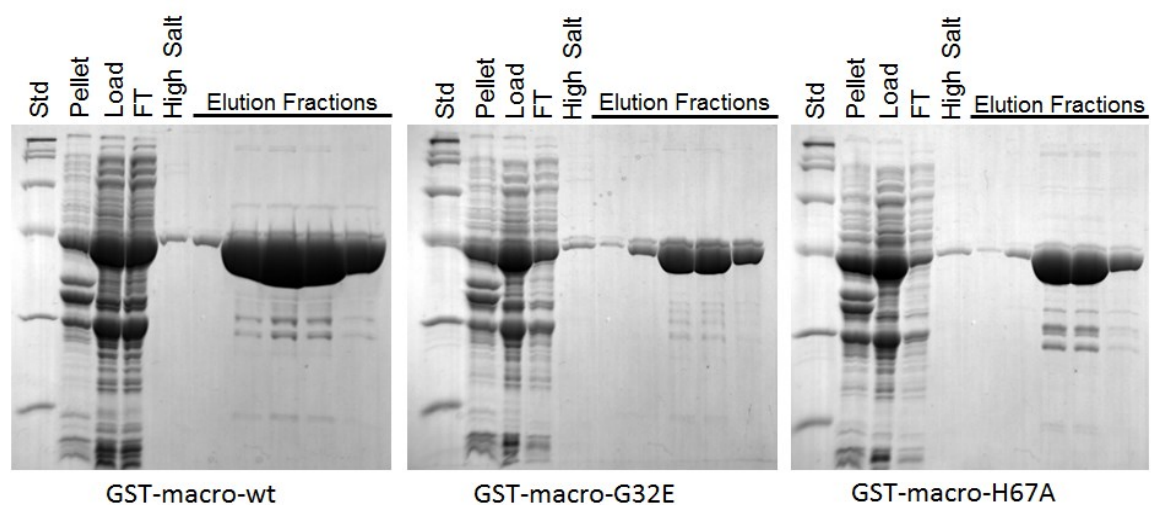 Std Pellet Load FT High Salt Elution Fractions
Std Pellet Load FT High Salt Elution Fractions
Std Pellet Load FT High Salt Elution Fractions
GST-macro-wt
GST-macro-G32E
GST-macro-H67A